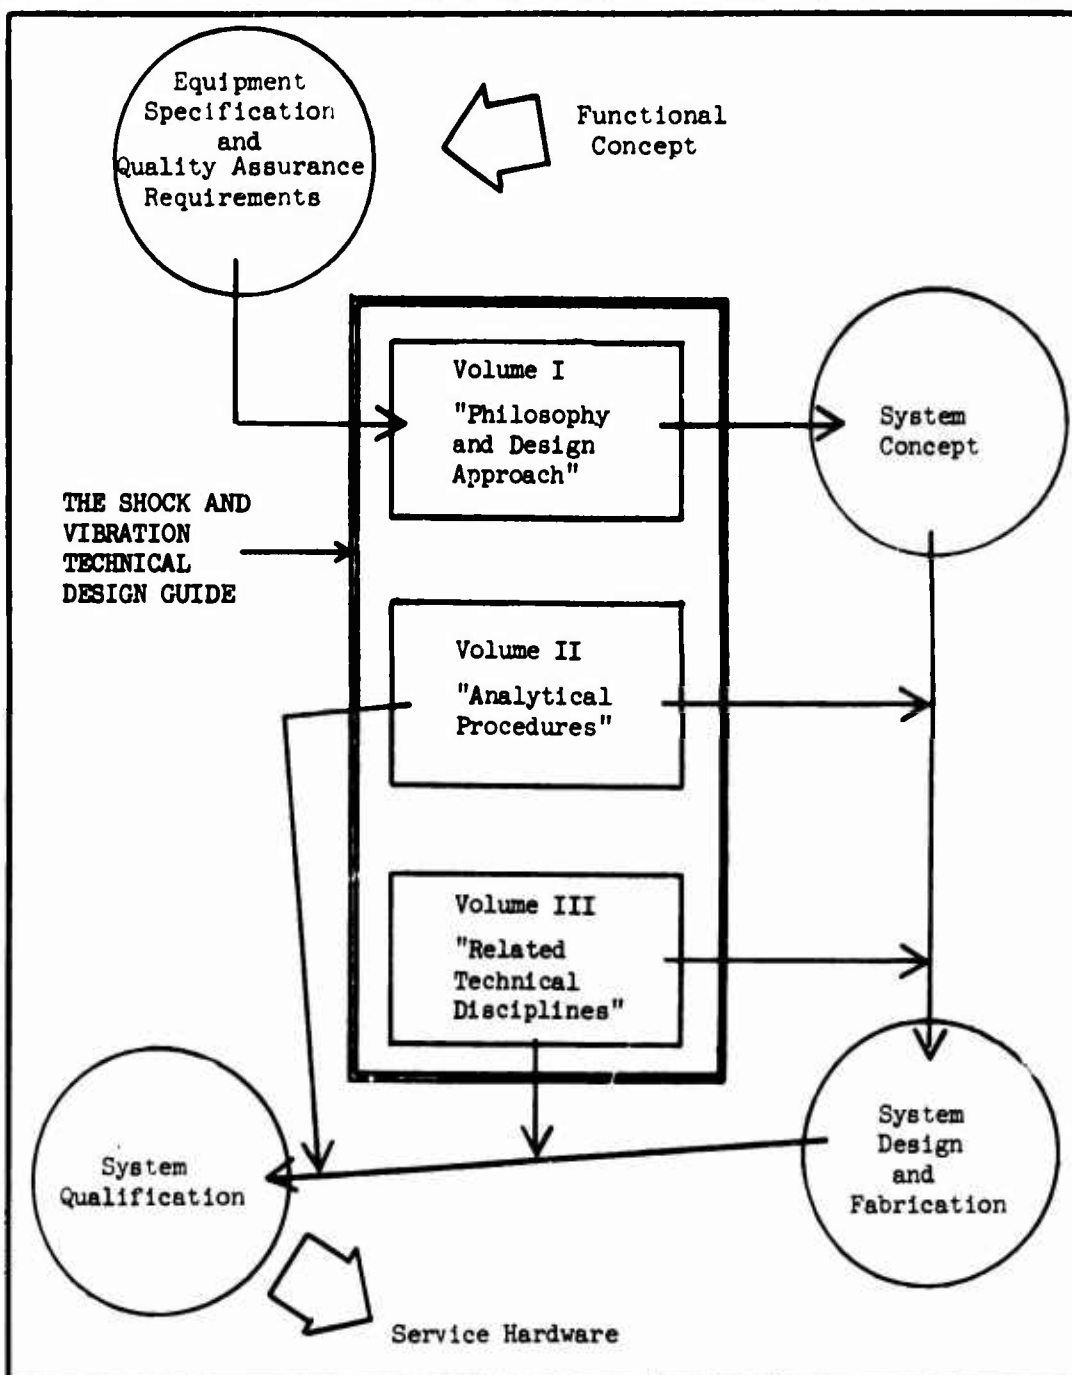 Equipment
Specification
and
Quality Assurance
Requirements
Functional
Concept
Volume I
"Philosophy
and Design
Approach"
System
Concept
THE SHOCK AND
VIBRATION
TECHNICAL
DESIGN GUIDE
Volume II
"Analytical
Procedures"
Volume III
"Related
Technical
Disciplines"
System
Design
and
Fabrication
System
Qualification
Service Hardware